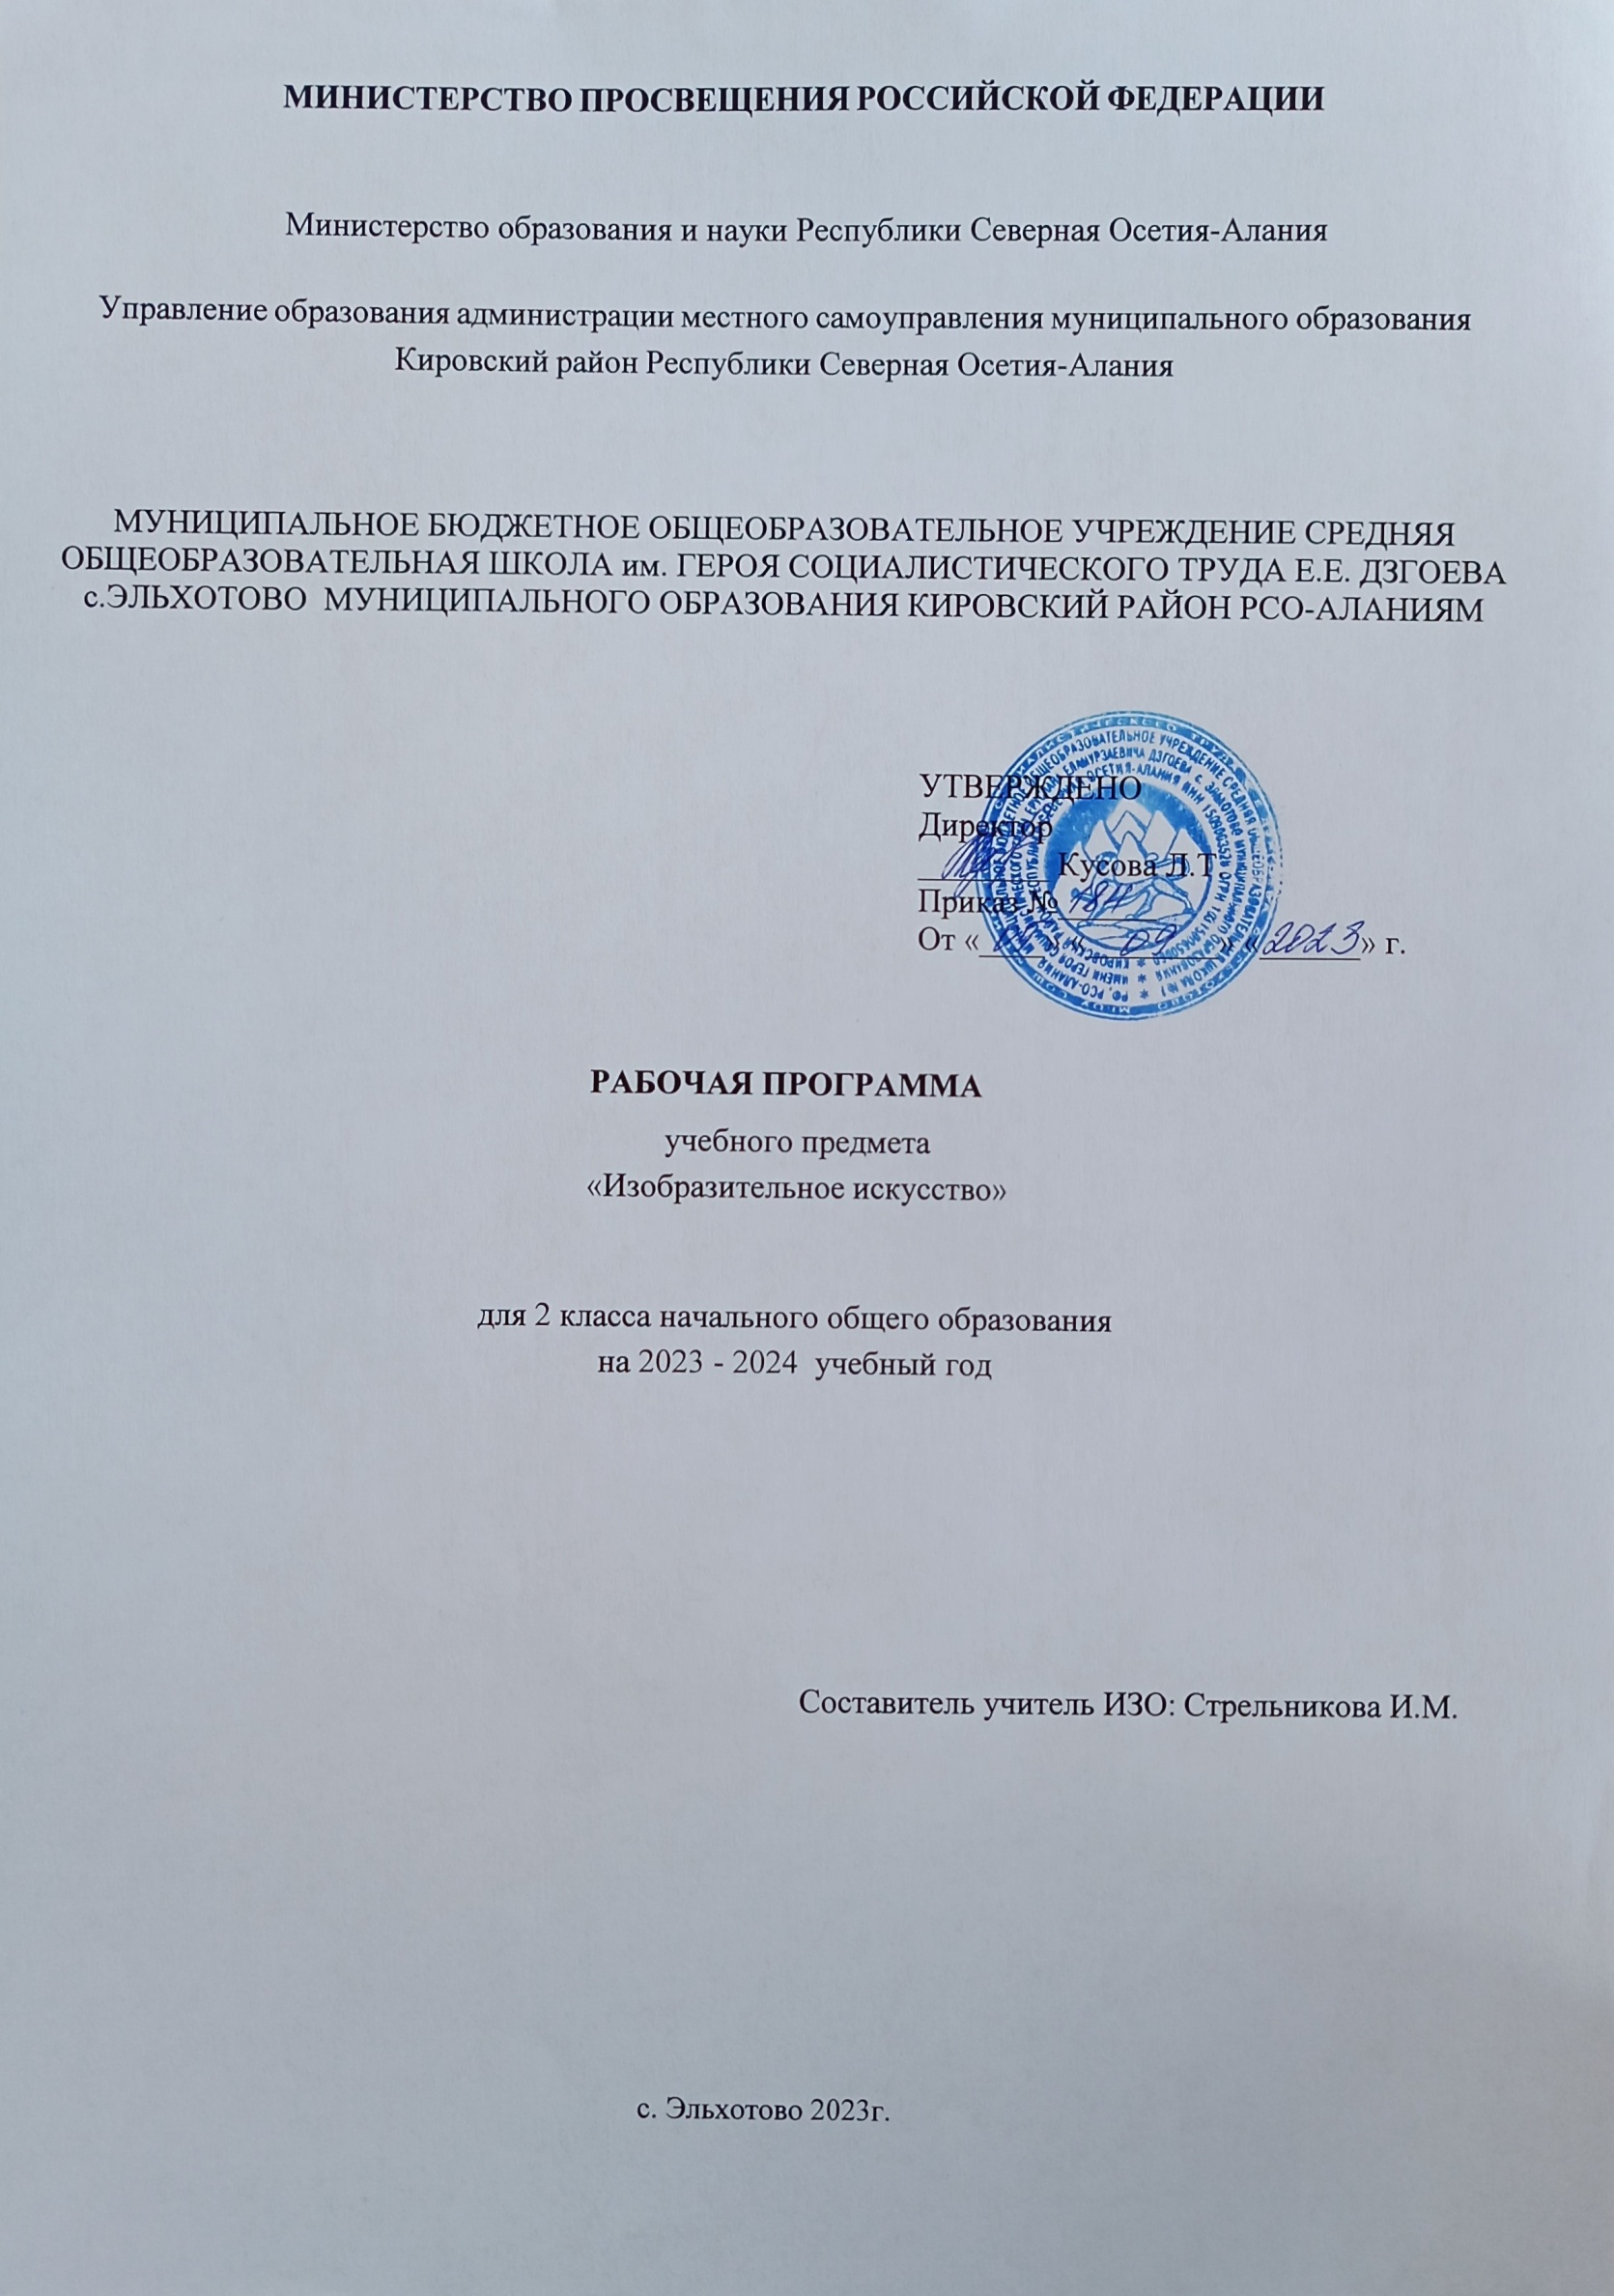 МИНИСТЕРСТВО ПРОСВЕЩЕНИЯ РОССИЙСКОЙ ФЕДЕРАЦИИ
Министерство образования и науки Республики Северная Осетия-Алания
Управление образования администрации местного самоуправления муниципального образования
Кировский район Республики Северная Осетия-Алания
МУНИЦИПАЛЬНОЕ БЮДЖЕТНОЕ ОБЩЕОБРАЗОВАТЕЛЬНОЕ УЧРЕЖДЕНИЕ СРЕДНЯЯ
ОБЩЕОБРАЗОВАТЕЛЬНАЯ ШКОЛА им. ГЕРОЯ СОЦИАЛИСТИЧЕСКОГО ТРУДА Е.Е. ДЗГОЕВА
с.ЭЛЬХОТОВО МУНИЦИПАЛЬНОГО ОБРАЗОВАНИЯ КИРОВСКИЙ РАЙОН РСО-АЛАНИЯМ
УТВЕРЖДЕНО
Директор
Кусова Л.Т
Приказ № 184
От « » « 09 » «2023» г.
РАБОЧАЯ ПРОГРАММА
учебного предмета
«Изобразительное искусство»
для 2 класса начального общего образования
на 2023 - 2024 учебный год
Составитель учитель ИЗО: Стрельникова И.М.
с. Эльхотово 2023г.